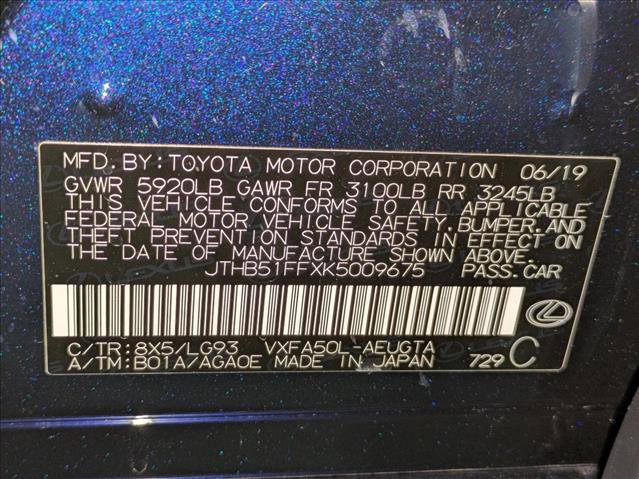 MFD. BY: TOYOTA MOTOR CORPORATION 06/19
GVWR 5920LB GAWR FR 3100LB RR 3245LB
THIS VEHICLE CONFORMS TO ALL APPLICABLE
FEDERAL MOTOR VEHICLE SAFETY, BUMPER, AND
THEFT PREVENTION STANDARDS IN EFFECT ON
THE DATE OF MANUFACTURE SHOWN ABOVE.
JTHB51FFXK5009675 PASS.CAR
C/TR: 8X5/LG93 VXFA50L-AEUGTA
A/TM: B01A/AGA0E MADE IN JAPAN 729 C